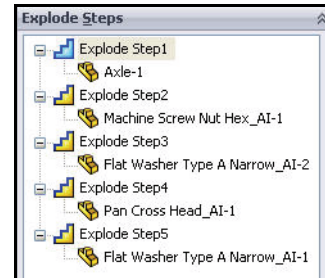 Explode Steps
Explode Step1
Axle-1
Explode Step2
Machine Screw Nut Hex_AI-1
Explode Step3
Flat Washer Type A Narrow_AI-2
Explode Step4
Pan Cross Head_AI-1
Explode Step5
Flat Washer Type A Narrow_AI-1